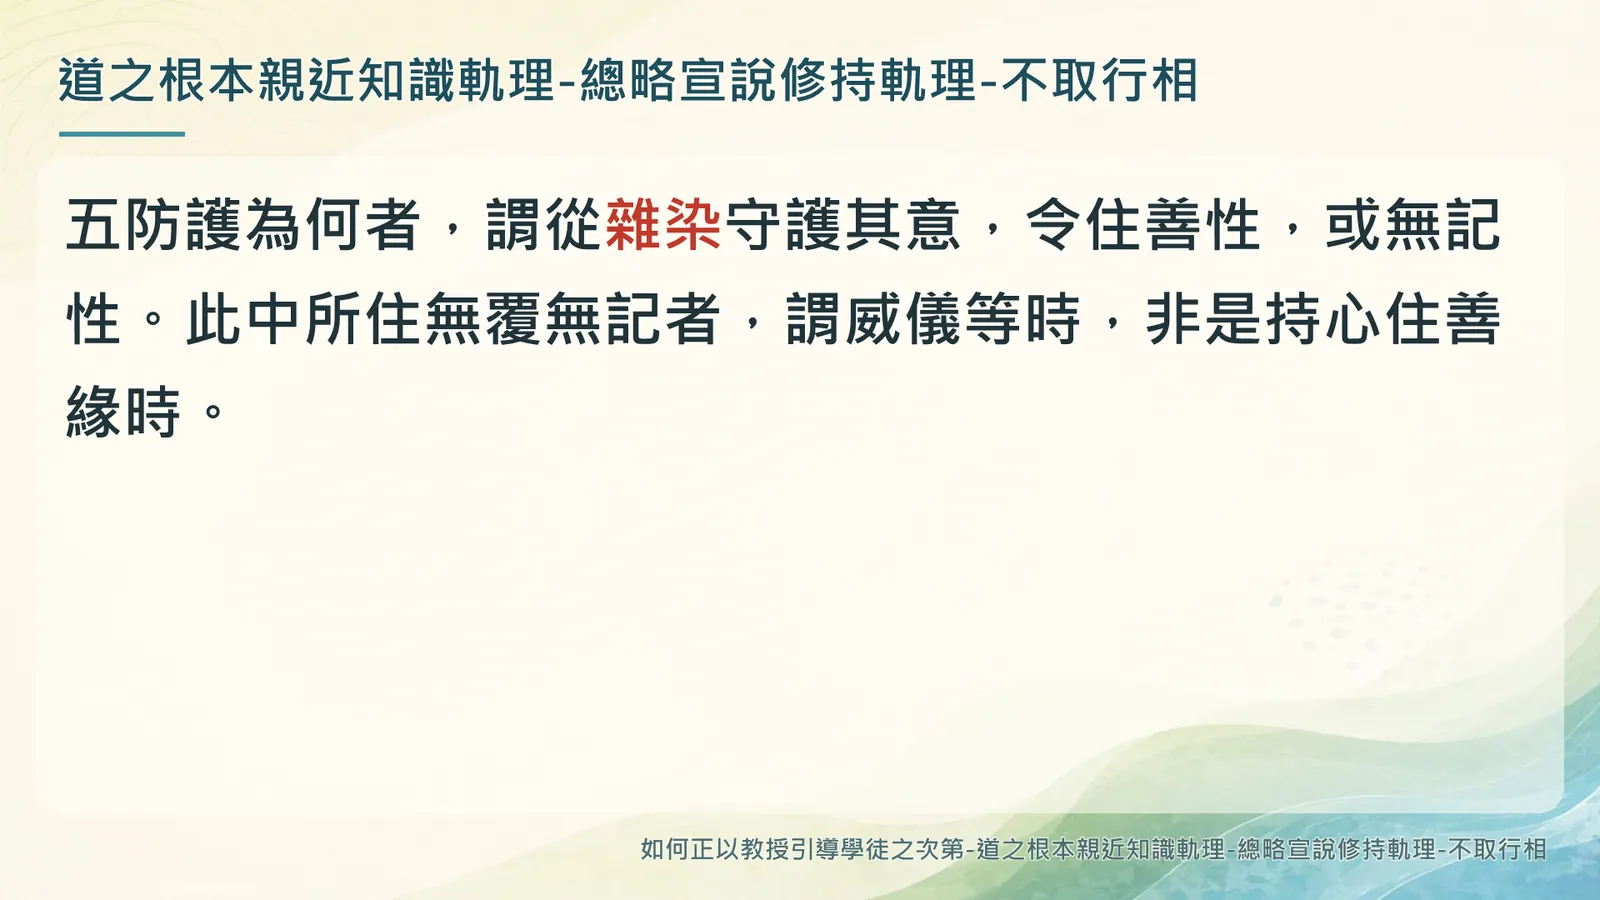 道之根本親近知識軌理-總略宣說修持軌理-不取行相
五防護為何者，謂從雜染守護其意，令住善性，或無記
性。此中所住無覆無記者，謂威儀等時，非是持心住善
緣時。
如何正以教授引導學徒之次第-道之根本親近知識軌理-總略宣說修持軌理-不取行相